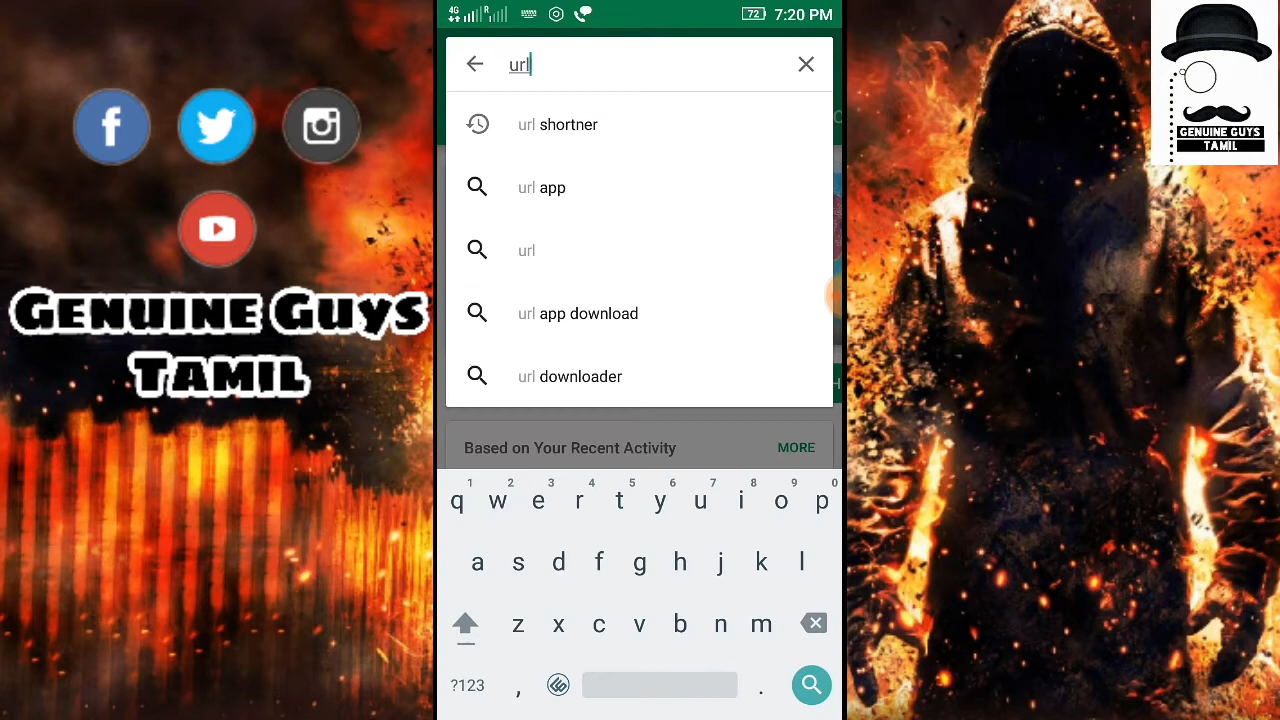 GENUINE GUYS
TAMIL
4G R 72 7:20 PM
url
url shortner
url app
url
url app download
url downloader
Based on Your Recent Activity MORE
1 2 3 4 5 6 7 8 9 0
q w e r t y u i o p
a s d f g h j k l
z x c v b n m
?123 , .
GENUINE GUYS
TAMIL